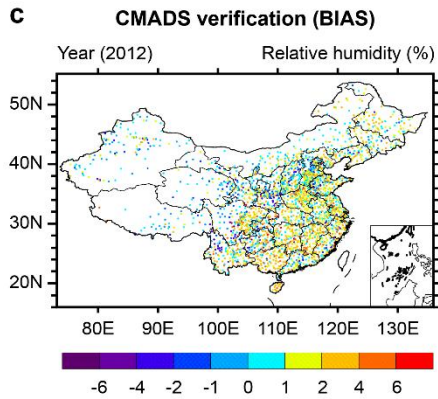 c
CMADS verification (BIAS)
Year (2012) Relative humidity (%)
50N
40N
30N
20N
80E 90E 100E 110E 120E 130E
-6 -4 -2 -1 0 1 2 4 6